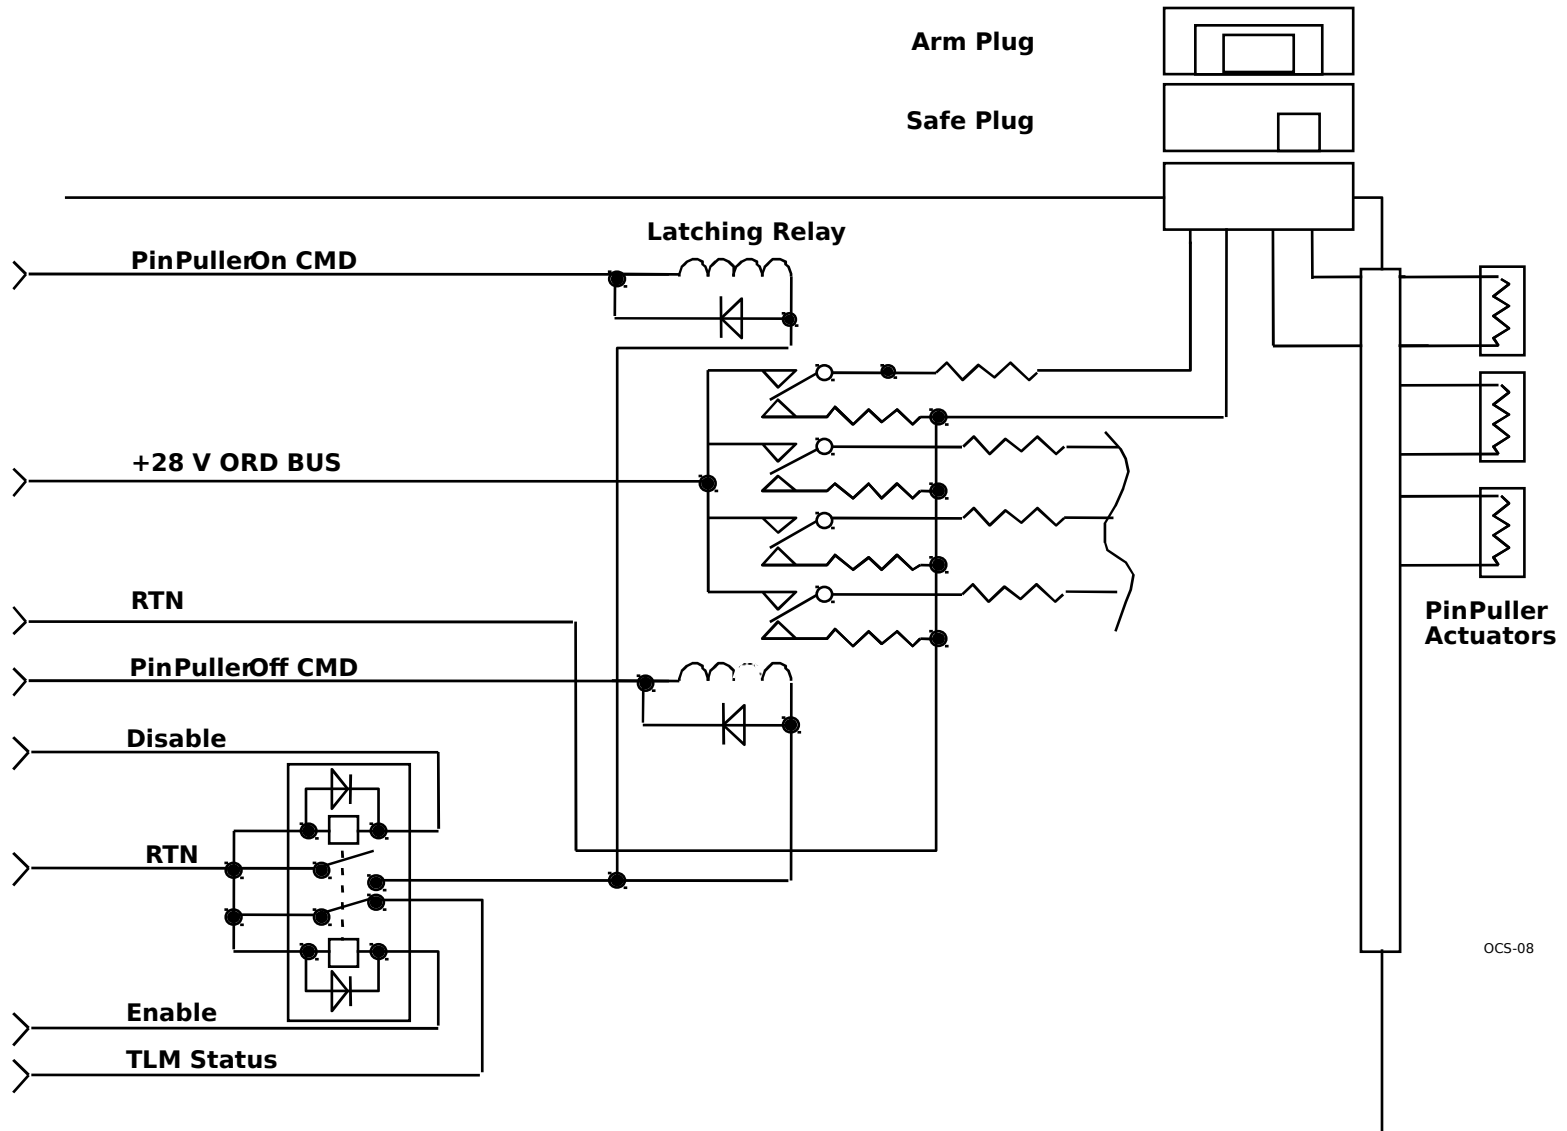 Arm Plug
Safe Plug
Latching Relay
PinPullerOn CMD
+28 V ORD BUS
RTN
PinPullerOff CMD
PinPuller
Actuators
Disable
RTN
OCS-08
Enable
TLM Status